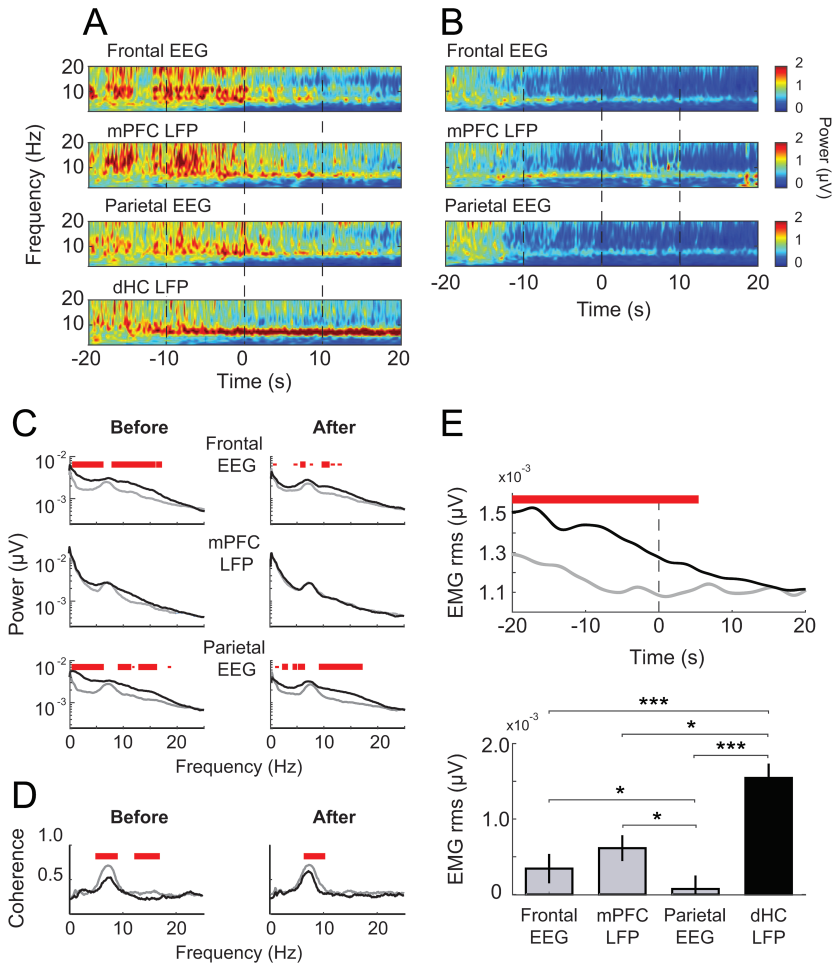 A
B
Frontal EEG
Frontal EEG
20
10
2
1
0
mPFC LFP
mPFC LFP
20
10
2
1
0
Parietal EEG
Parietal EEG
20
10
2
1
0
dHC LFP
20
10
Frequency (Hz)
Power (µV)
-20 -10 0 10 20
Time (s)
-20 -10 0 10 20
Time (s)
C
Before
After
Frontal
EEG
10-2
10-3
mPFC
LFP
10-2
10-3
Power (µV)
Parietal
EEG
10-2
10-3
0 10 20
0 10 20
Frequency (Hz)
D
Before
After
1.0
0.5
Coherence
0 10 20
0 10 20
Frequency (Hz)
E
x10-3
1.5
1.3
1.1
EMG rms (µV)
-20 -10 0 10 20
Time (s)
x10-3
2.0
1.0
0
EMG rms (µV)
***
*
***
*
*
Frontal
EEG
mPFC
LFP
Parietal
EEG
dHC
LFP